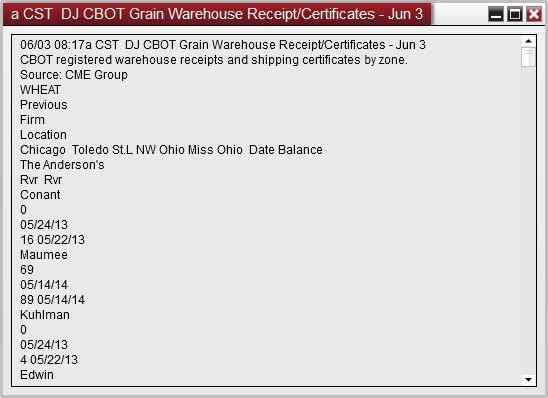 a CST DJ CBOT Grain Warehouse Receipt/Certificates - Jun 3
06/03 08:17a CST DJ CBOT Grain Warehouse Receipt/Certificates - Jun 3
CBOT registered warehouse receipts and shipping certificates by zone.
Source: CME Group
WHEAT
Previous
Firm
Location
Chicago Toledo St.L NW Ohio Miss Ohio Date Balance
The Anderson's
Rvr Rvr
Conant
0
05/24/13
16 05/22/13
Maumee
69
05/14/14
89 05/14/14
Kuhlman
0
05/24/13
4 05/22/13
Edwin